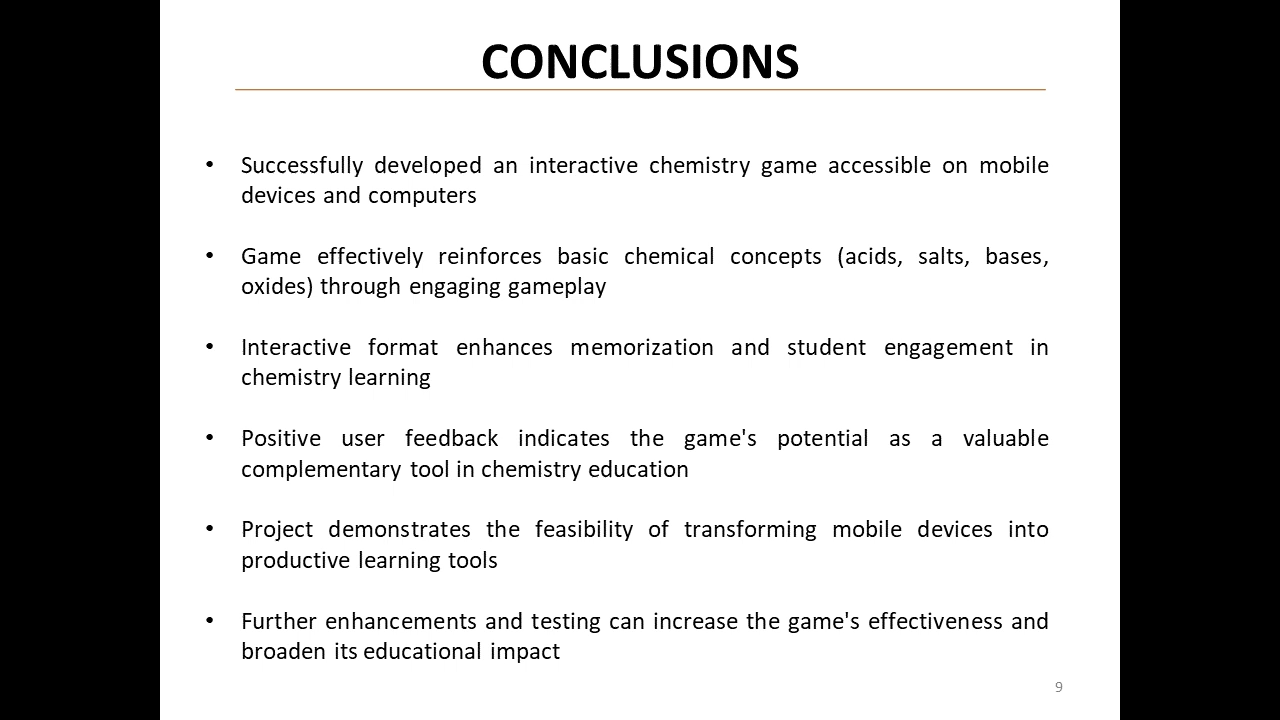 CONCLUSIONS
• Successfully developed an interactive chemistry game accessible on mobile
devices and computers
• Game effectively reinforces basic chemical concepts (acids, salts, bases,
oxides) through engaging gameplay
• Interactive format enhances memorization and student engagement in
chemistry learning
• Positive user feedback indicates the game's potential as a valuable
complementary tool in chemistry education
• Project demonstrates the feasibility of transforming mobile devices into
productive learning tools
• Further enhancements and testing can increase the game's effectiveness and
broaden its educational impact
9